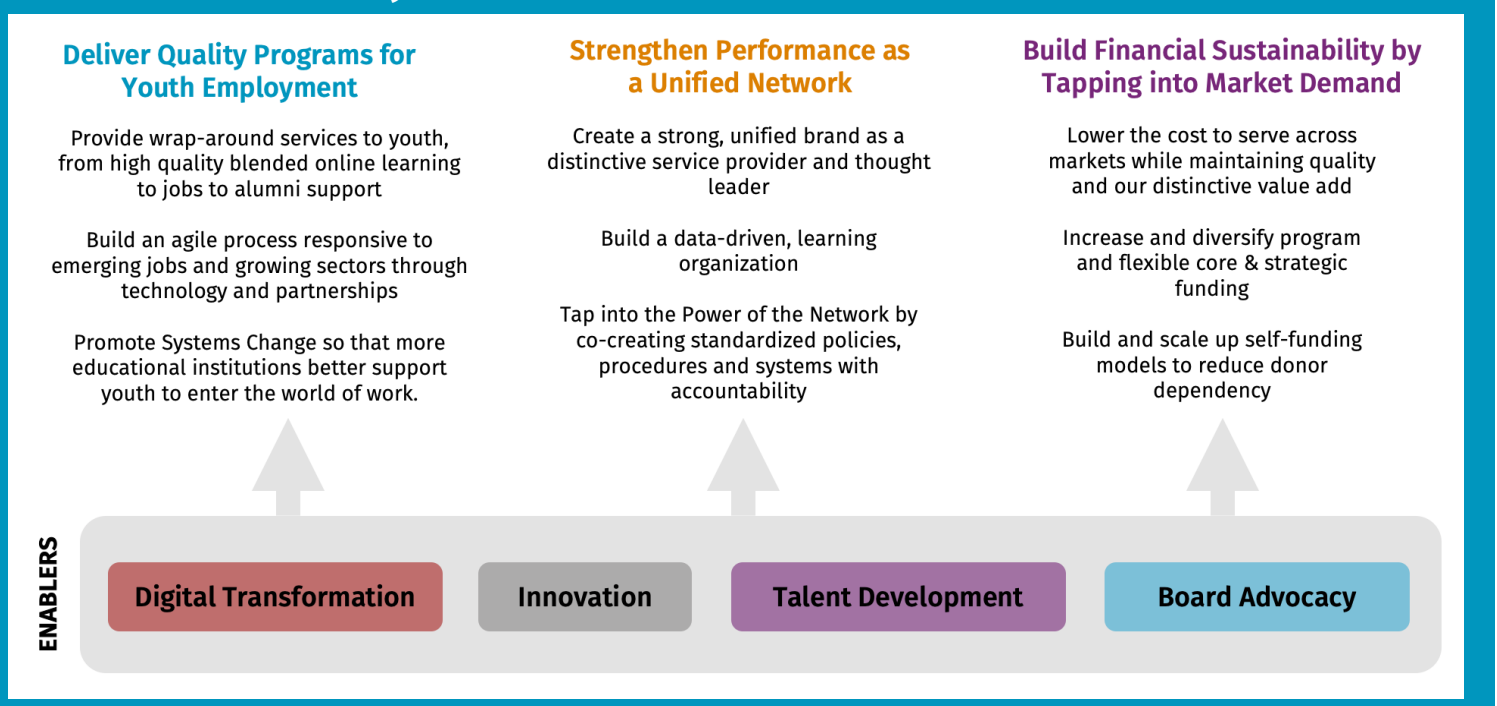 Deliver Quality Programs for
Youth Employment
Provide wrap-around services to youth,
from high quality blended online learning
to jobs to alumni support
Build an agile process responsive to
emerging jobs and growing sectors through
technology and partnerships
Promote Systems Change so that more
educational institutions better support
youth to enter the world of work.
Strengthen Performance as
a Unified Network
Create a strong, unified brand as a
distinctive service provider and thought
leader
Build a data-driven, learning
organization
Tap into the Power of the Network by
co-creating standardized policies,
procedures and systems with
accountability
Build Financial Sustainability by
Tapping into Market Demand
Lower the cost to serve across
markets while maintaining quality
and our distinctive value add
Increase and diversify program
and flexible core & strategic
funding
Build and scale up self-funding
models to reduce donor
dependency
ENABLERS
Digital Transformation
Innovation
Talent Development
Board Advocacy